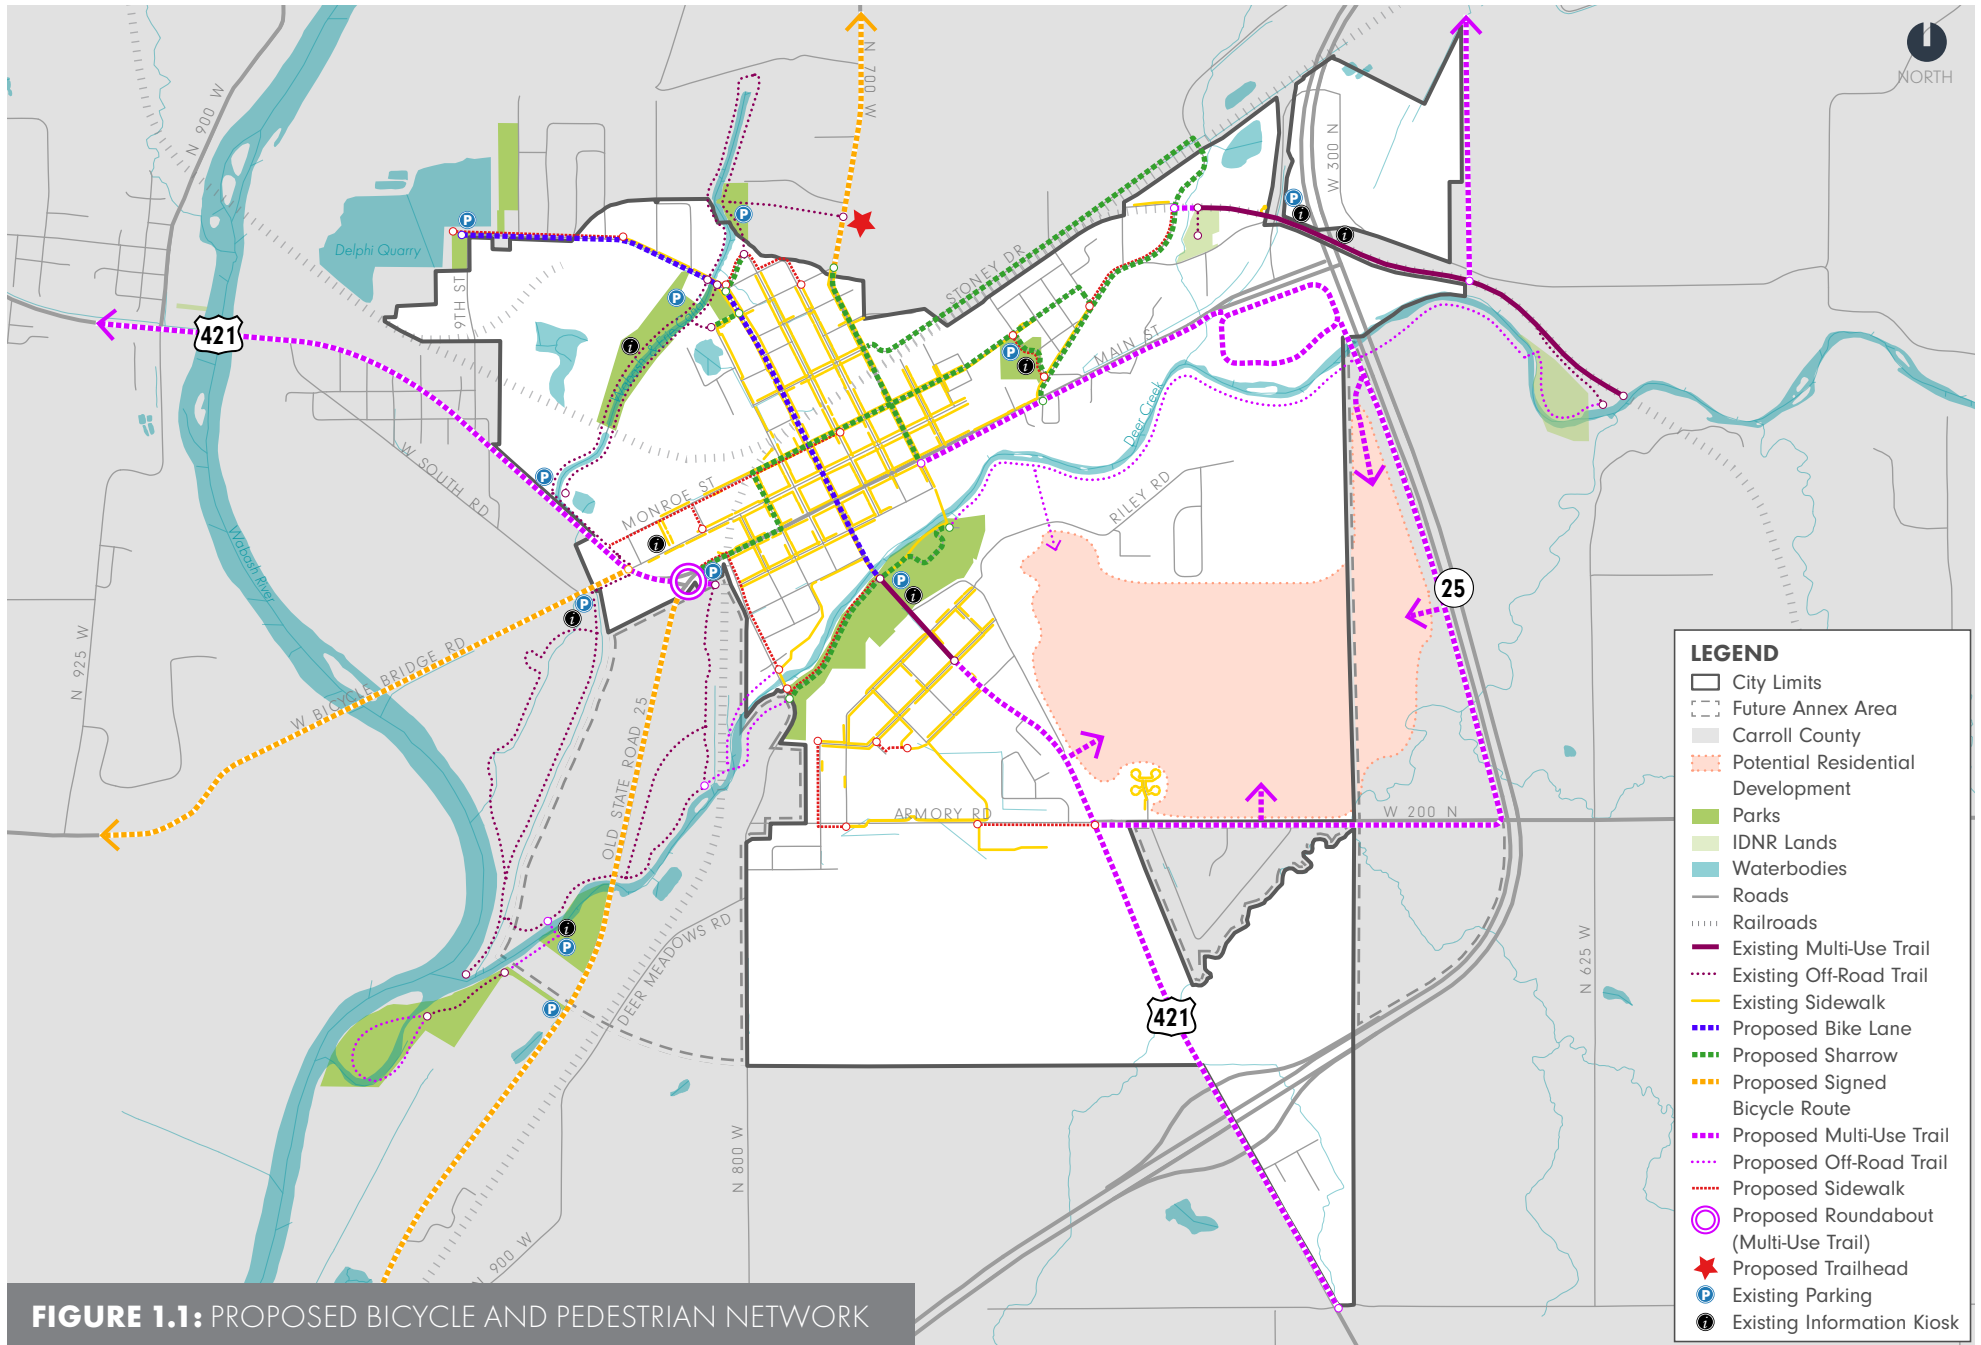 NORTH
N 900 W
N 700 W
W 300 N
Delphi Quarry
9TH ST
STONEY DR
421
MAIN ST
Deer Creek
W SOUTH RD
MONROE ST
RILEY RD
Wabash River
25
N 925 W
W BICYCLE BRIDGE RD
OLD STATE ROAD 25
ARMORY RD
W 200 N
DEER MEADOWS RD
N 625 W
421
N 800 W
N 900 W
P
P
P
P
P
P
P
P
P
P
P
i
i
i
i
i
i
i
i
LEGEND
City Limits
Future Annex Area
Carroll County
Potential Residential
Development
Parks
IDNR Lands
Waterbodies
Roads
Railroads
Existing Multi-Use Trail
Existing Off-Road Trail
Existing Sidewalk
Proposed Bike Lane
Proposed Sharrow
Proposed Signed
Bicycle Route
Proposed Multi-Use Trail
Proposed Off-Road Trail
Proposed Sidewalk
Proposed Roundabout
(Multi-Use Trail)
Proposed Trailhead
P Existing Parking
i Existing Information Kiosk
FIGURE 1.1: PROPOSED BICYCLE AND PEDESTRIAN NETWORK